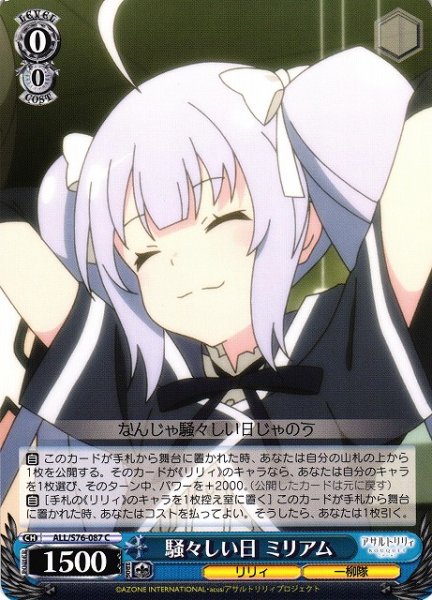 LEVEL
0
0
COST
なんじゃ騒々しい日じゃのう
自 このカードが手札から舞台に置かれた時、あなたは自分の山札の上から
1枚を公開する。そのカードが《リリィ》のキャラなら、あなたは自分のキャラ
を1枚選び、そのターン中、パワーを＋2000。(公開したカードは元に戻す)
自 [手札の《リリィ》のキャラを1枚控え室に置く] このカードが手札から舞台
に置かれた時、あなたはコストを払ってよい。そうしたら、あなたは1枚引く。
CH ALL/S76-087 C
POWER
1500
SOUL
騒々しい日 ミリアム
リリィ
一柳隊
アサルトリリィ
BOUQUET
©AZONE INTERNATIONAL・acus/アサルトリリィプロジェクト